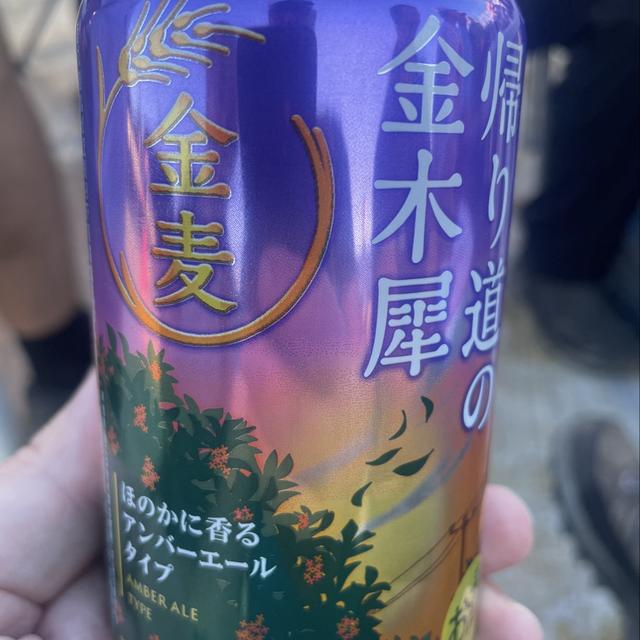 金麦
帰り道の
金木犀
ほのかに香る
アンバーエール
タイプ
AMBER ALE
TYPE